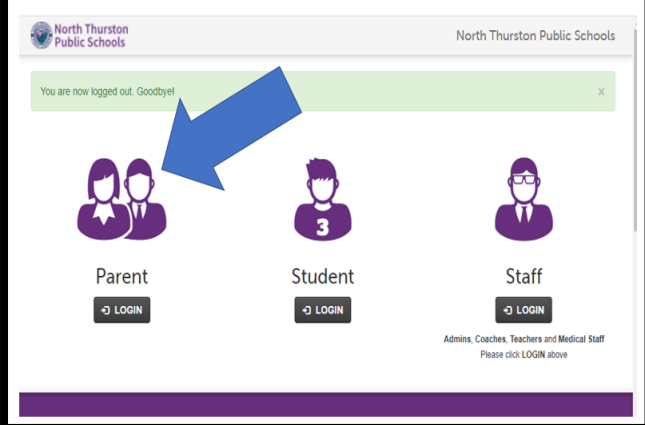 North Thurston
Public Schools
North Thurston Public Schools
You are now logged out. Goodbye!
x
3
Parent
Student
Staff
LOGIN
LOGIN
LOGIN
Admins, Coaches, Teachers and Medical Staff
Please click LOGIN above